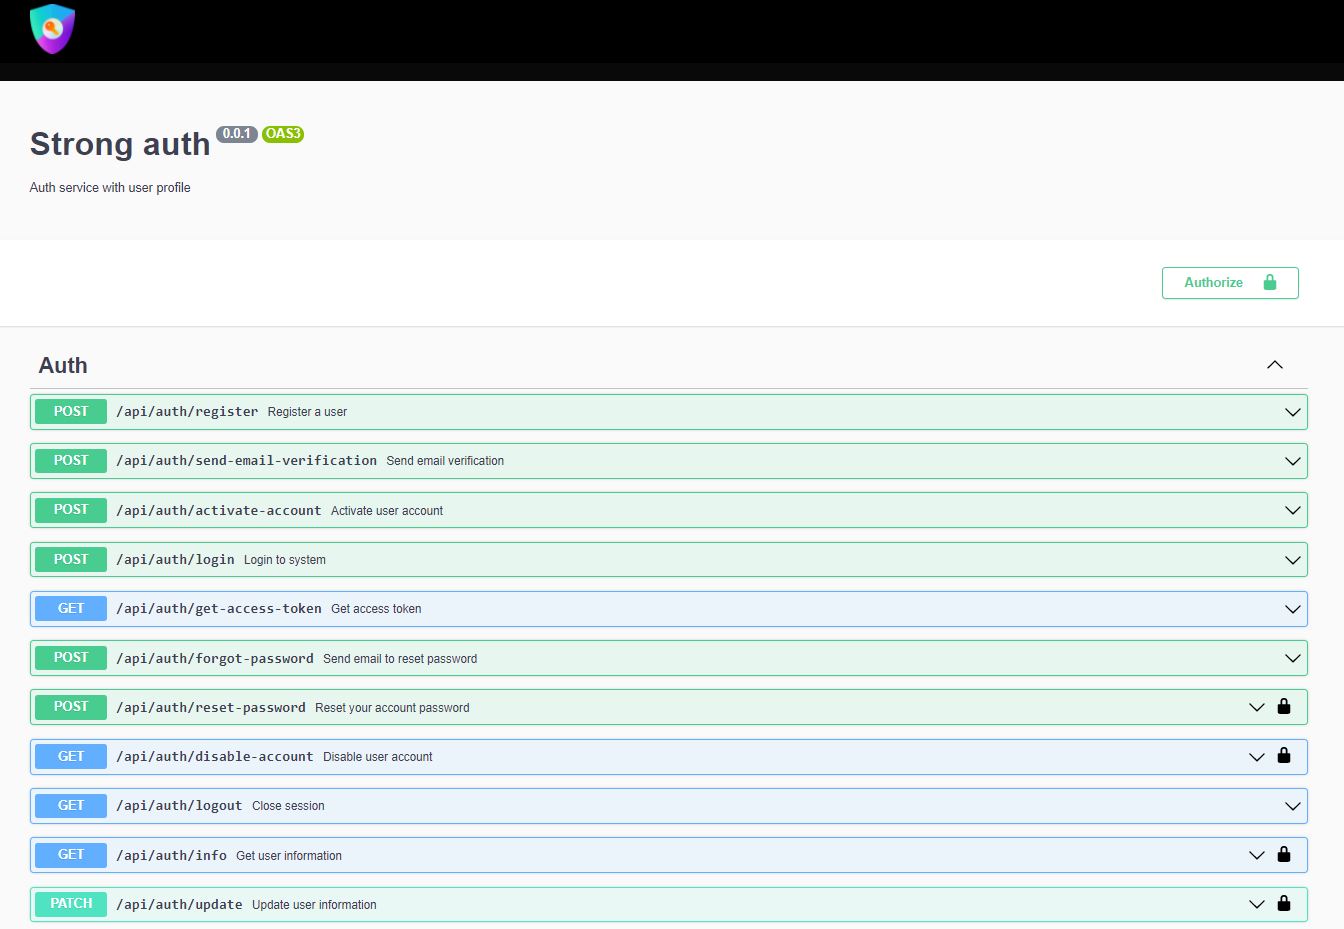 Strong auth 0.0.1 OAS3
Auth service with user profile
Authorize
Auth
POST /api/auth/register Register a user
POST /api/auth/send-email-verification Send email verification
POST /api/auth/activate-account Activate user account
POST /api/auth/login Login to system
GET /api/auth/get-access-token Get access token
POST /api/auth/forgot-password Send email to reset password
POST /api/auth/reset-password Reset your account password
GET /api/auth/disable-account Disable user account
GET /api/auth/logout Close session
GET /api/auth/info Get user information
PATCH /api/auth/update Update user information